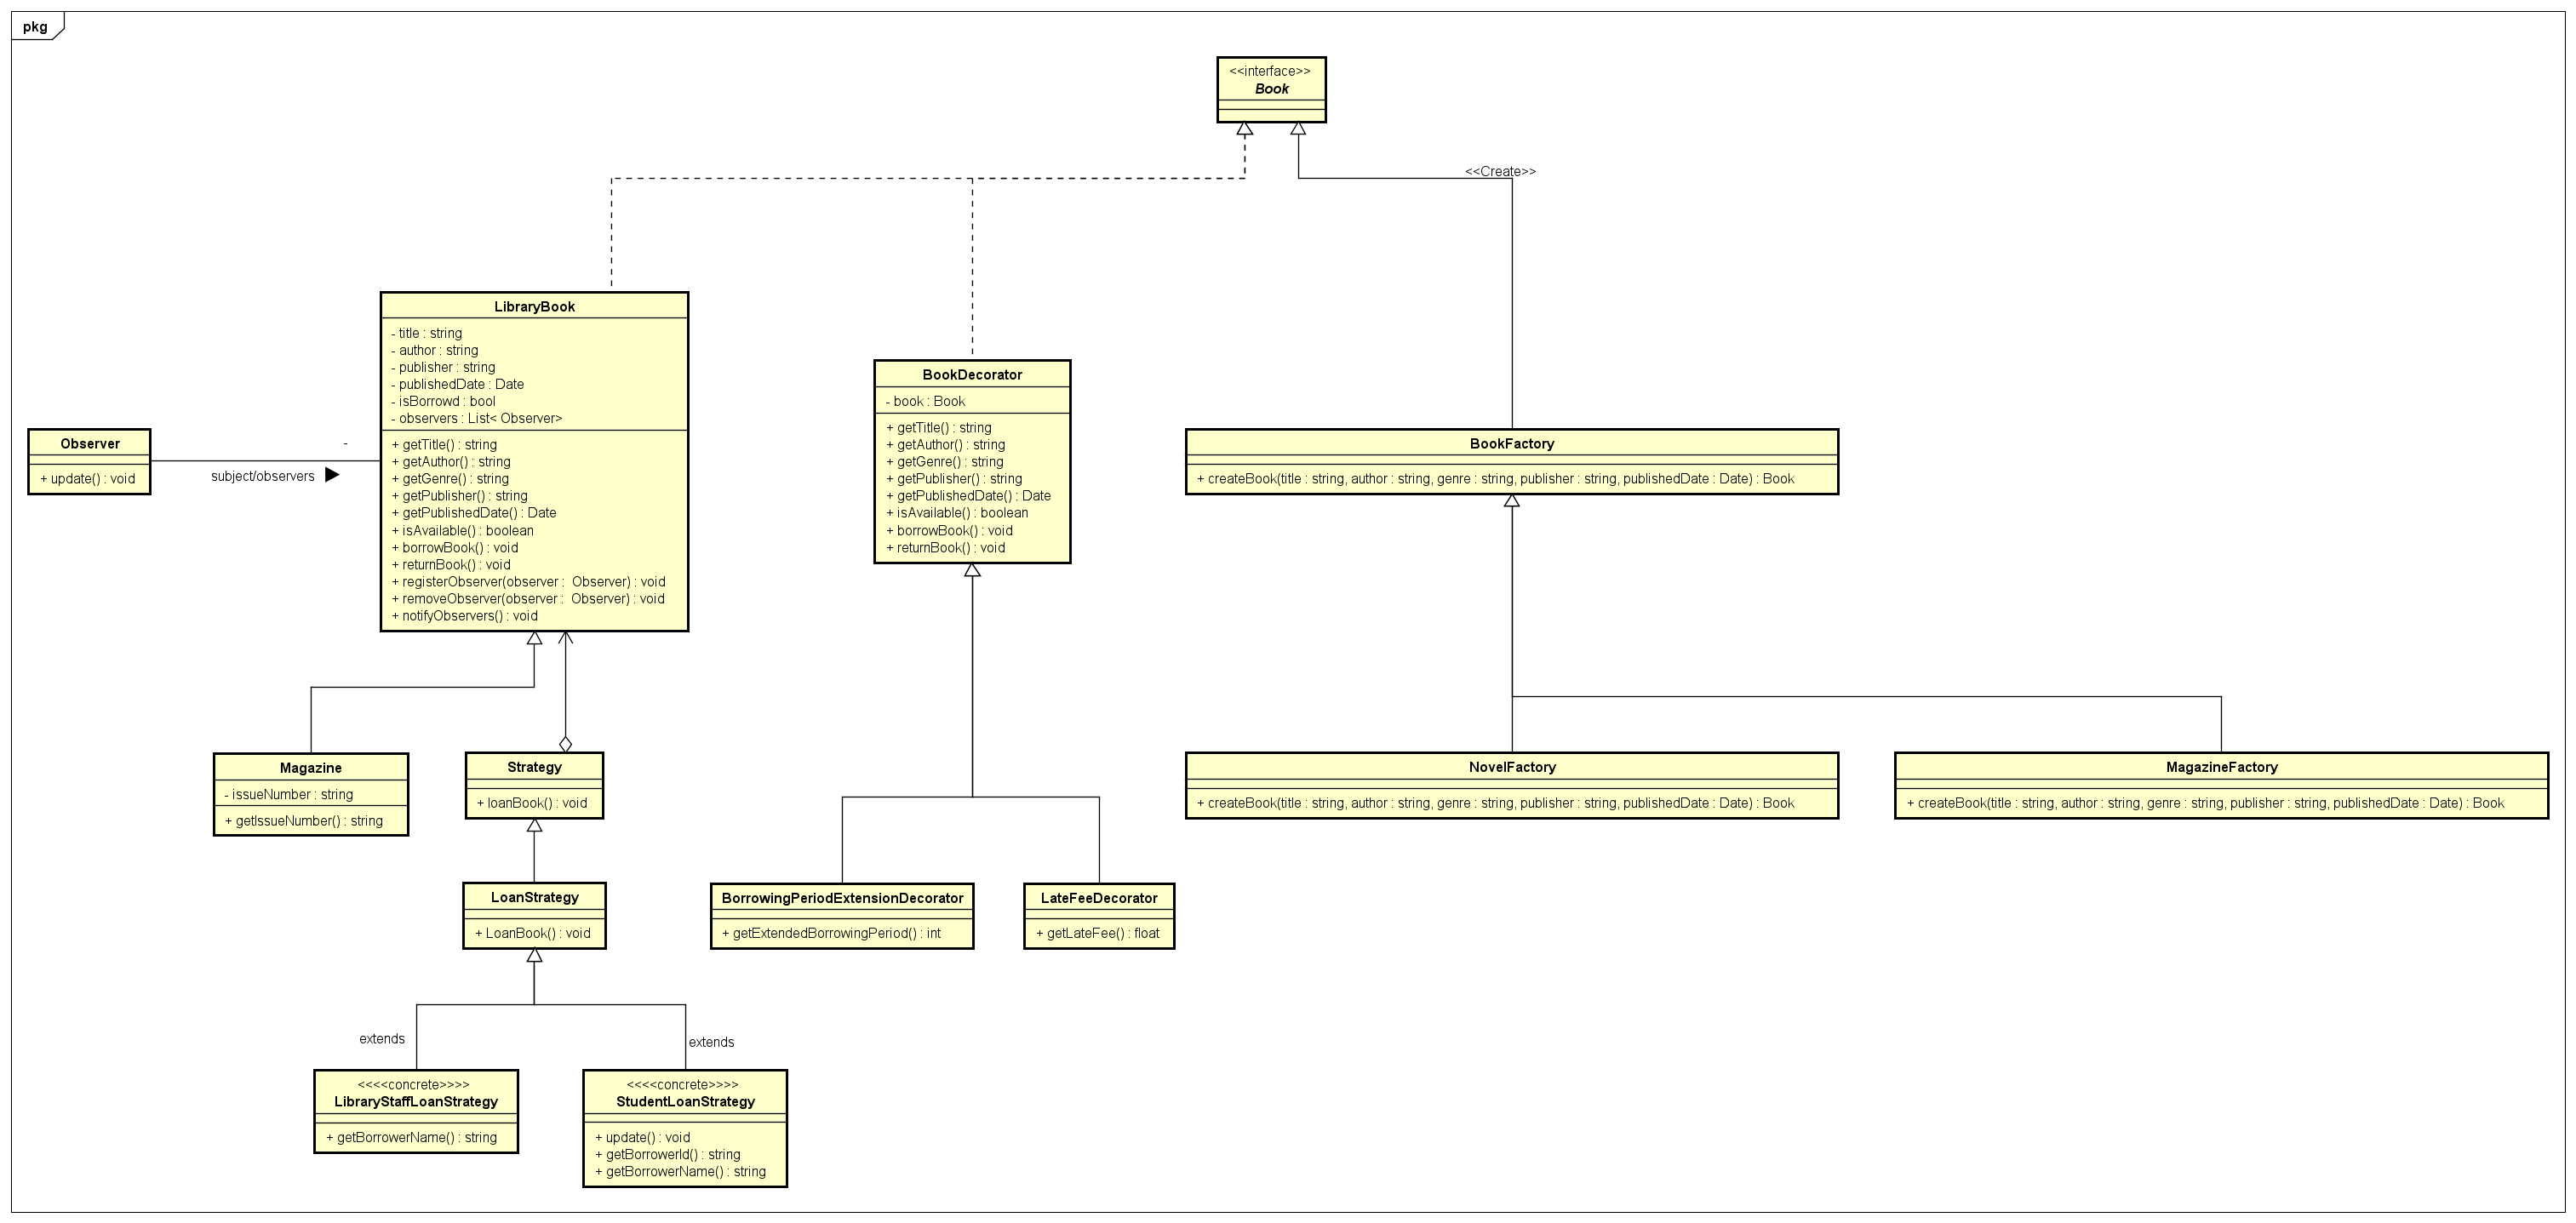 pkg
<<interface>>
Book
<<Create>>
LibraryBook
- title : string
- author : string
- publisher : string
- publishedDate : Date
- isBorrowd : bool
- observers : List< Observer>
+ getTitle() : string
+ getAuthor() : string
+ getGenre() : string
+ getPublisher() : string
+ getPublishedDate() : Date
+ isAvailable() : boolean
+ borrowBook() : void
+ returnBook() : void
+ registerObserver(observer :  Observer) : void
+ removeObserver(observer :  Observer) : void
+ notifyObservers() : void
BookDecorator
- book : Book
+ getTitle() : string
+ getAuthor() : string
+ getGenre() : string
+ getPublisher() : string
+ getPublishedDate() : Date
+ isAvailable() : boolean
+ borrowBook() : void
+ returnBook() : void
Observer
+ update() : void
-
subject/observers
BookFactory
+ createBook(title : string, author : string, genre : string, publisher : string, publishedDate : Date) : Book
Magazine
- issueNumber : string
+ getIssueNumber() : string
Strategy
+ loanBook() : void
NovelFactory
+ createBook(title : string, author : string, genre : string, publisher : string, publishedDate : Date) : Book
MagazineFactory
+ createBook(title : string, author : string, genre : string, publisher : string, publishedDate : Date) : Book
LoanStrategy
+ LoanBook() : void
BorrowingPeriodExtensionDecorator
+ getExtendedBorrowingPeriod() : int
LateFeeDecorator
+ getLateFee() : float
extends
extends
<<<<concrete>>>>
LibraryStaffLoanStrategy
+ getBorrowerName() : string
<<<<concrete>>>>
StudentLoanStrategy
+ update() : void
+ getBorrowerId() : string
+ getBorrowerName() : string